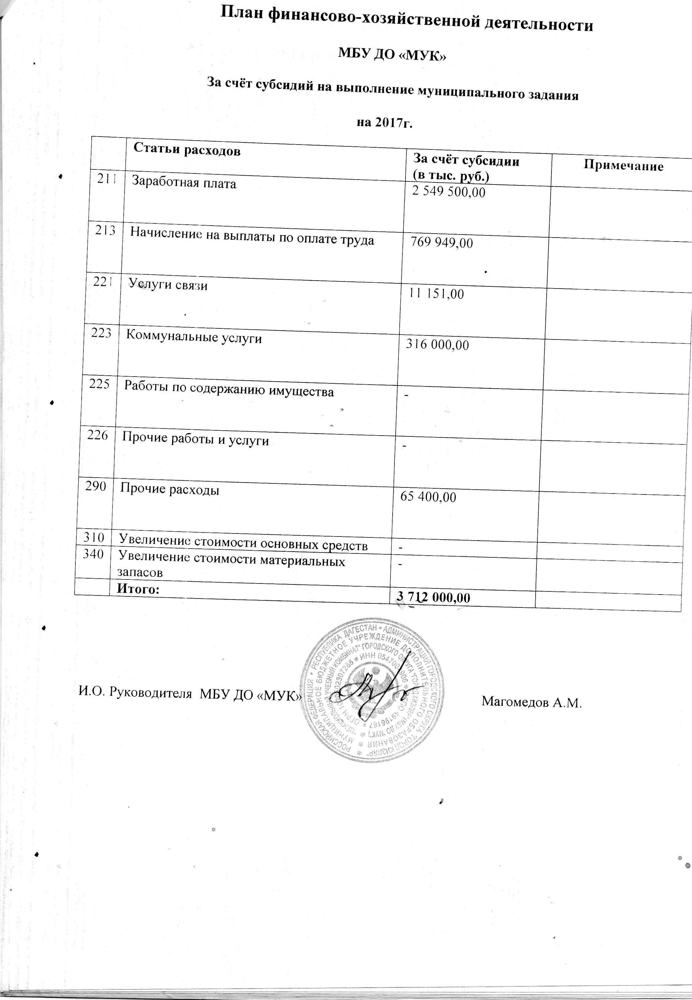 План финансово-хозяйственной деятельности
МБУ ДО «МУК»
За счёт субсидий на выполнение муниципального задания
на 2017г.
Статьи расходов За счёт субсидии (в тыс. руб.) Примечание
211 Заработная плата 2 549 500,00
213 Начисление на выплаты по оплате труда 769 949,00
221 Услуги связи 11 151,00
223 Коммунальные услуги 316 000,00
225 Работы по содержанию имущества -
226 Прочие работы и услуги -
290 Прочие расходы 65 400,00
310 Увеличение стоимости основных средств -
340 Увеличение стоимости материальных -
запасов
Итого: 3 712 000,00
РОССИЙСКАЯ ФЕДЕРАЦИЯ * РЕСПУБЛИКА ДАГЕСТАН * АДМИНИСТРАЦИЯ ГОРОДСКОГО ОКРУГА "ГОРОД КИЗЛЯР" *
МУНИЦИПАЛЬНОЕ БЮДЖЕТНОЕ УЧРЕЖДЕНИЕ ДОПОЛНИТЕЛЬНОГО ОБРАЗОВАНИЯ *
"МЕЖШКОЛЬНЫЙ УЧЕБНЫЙ КОМБИНАТ" ГОРОДСКОГО ОКРУГА "ГОРОД КИЗЛЯР" (МБУ ДО "МУК") *
ОГРН * ИНН * 49196167 *
И.О. Руководителя МБУ ДО «МУК» Магомедов А.М.